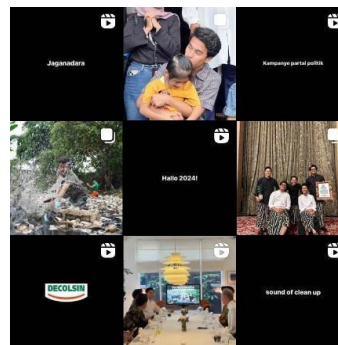 Jaganadara
Kampanye partai politik
Hallo 2024!
DECOLSIN
sound of clean up